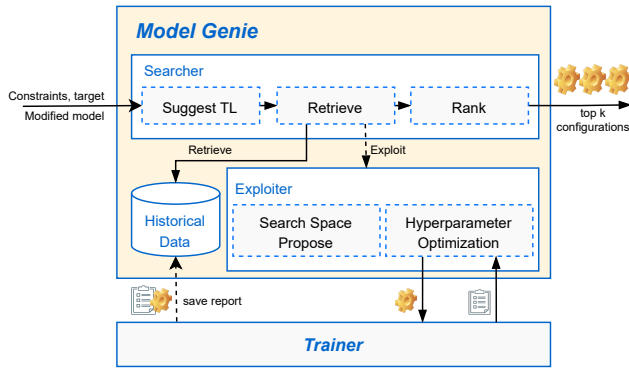 Model Genie
Searcher
Constraints, target
Modified model
Suggest TL
Retrieve
Rank
top k
configurations
Retrieve
Exploit
Historical
Data
Exploiter
Search Space
Propose
Hyperparameter
Optimization
save report
Trainer